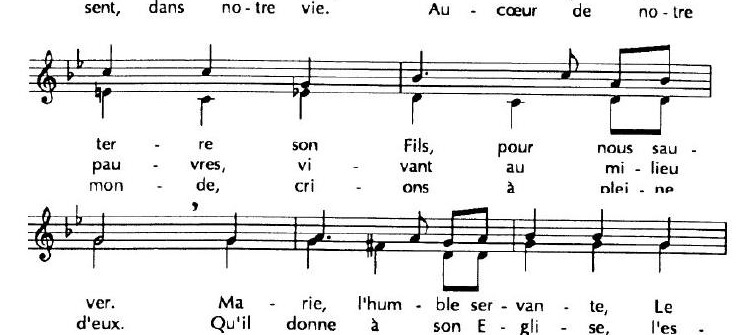 sent, dans no - tre vie. Au - cœur de no - tre
ter - re son Fils, pour nous sau -
pau - vres, vi - vant au mi - lieu
mon - de, cri - ons à plei - ne
ver. Ma - rie, l'hum - ble ser - van - te, Le
d'eux. Qu'il donne à son E - gli - se, l'es -